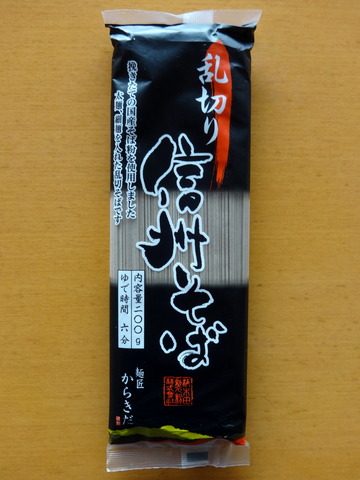 乱切り
信州そば
挽きたての国産そば粉を使用しました
太麺、細麺を入れた乱切りそばです
内容量二〇〇g
ゆで時間 六分
麺匠
からきだ